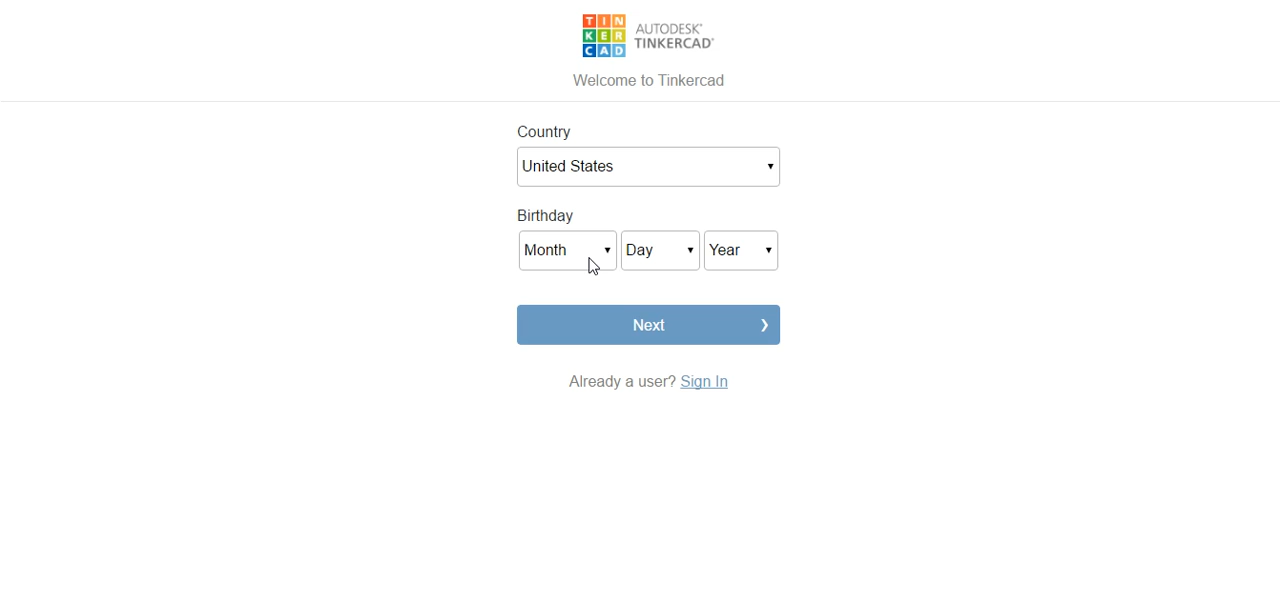 TIN
KER
CAD
AUTODESK®
TINKERCAD®
Welcome to Tinkercad
Country
United States
Birthday
Month Day Year
Next
Already a user? Sign In